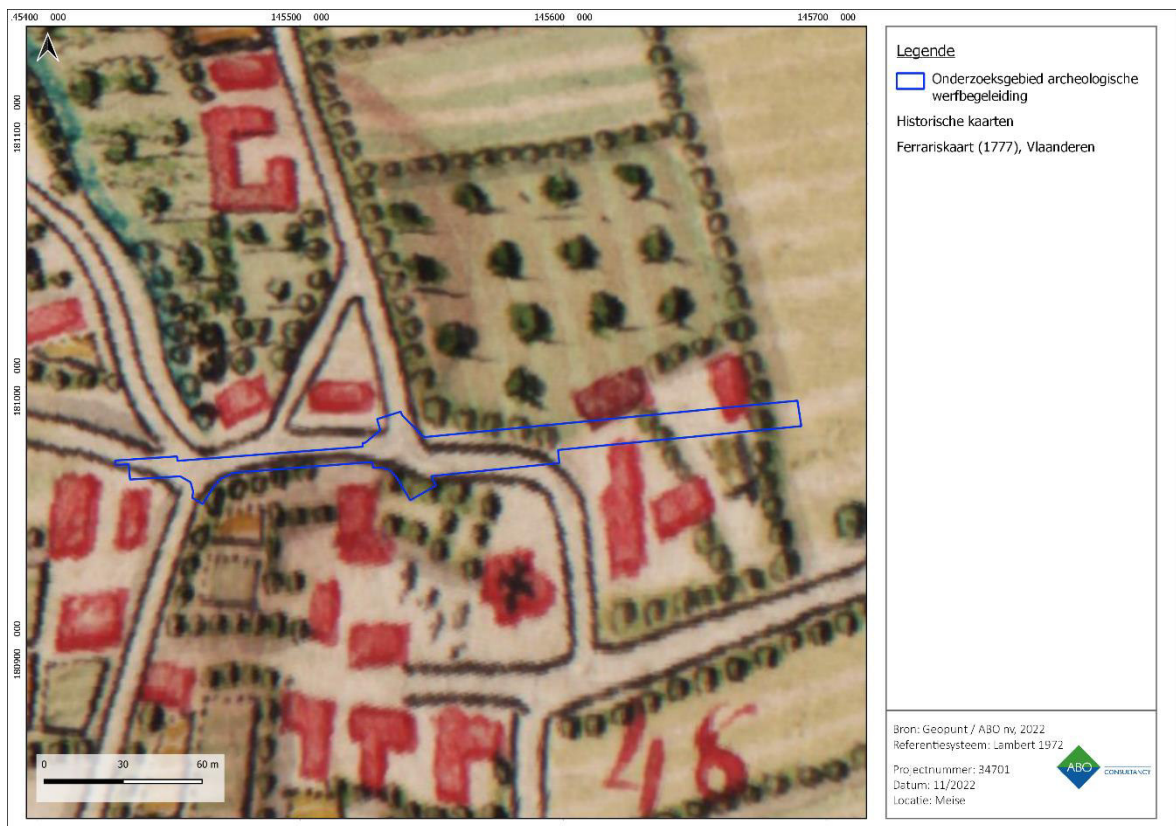 145400 000 145500 000 145600 000 145700 000
181100 000
181000 000
180900 000
46
0 30 60 m
Legende
Onderzoeksgebied archeologische
werfbegeleiding
Historische kaarten
Ferrariskaart (1777), Vlaanderen
Bron: Geopunt / ABO nv, 2022
Referentiesysteem: Lambert 1972
Projectnummer: 34701
Datum: 11/2022
Locatie: Meise
ABO CONSULTANCY